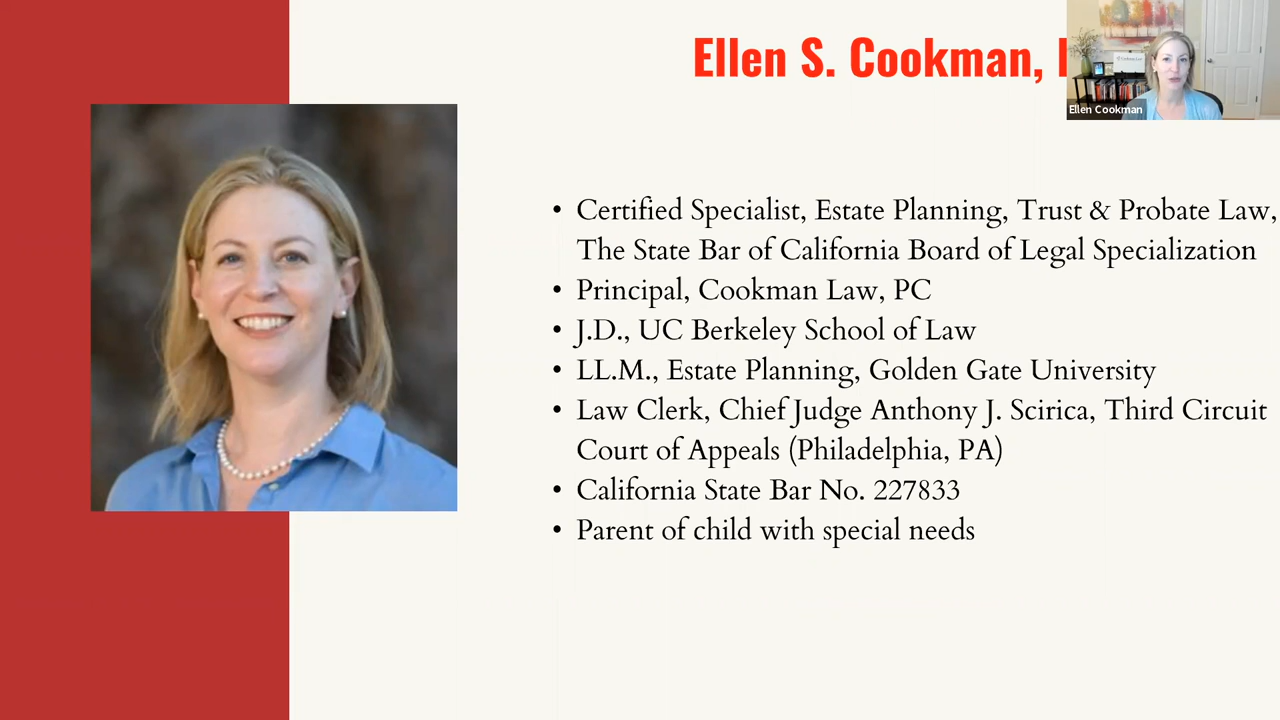 Ellen S. Cookman,
Ellen Cookman
• Certified Specialist, Estate Planning, Trust & Probate Law,
The State Bar of California Board of Legal Specialization
• Principal, Cookman Law, PC
• J.D., UC Berkeley School of Law
• LL.M., Estate Planning, Golden Gate University
• Law Clerk, Chief Judge Anthony J. Scirica, Third Circuit
Court of Appeals (Philadelphia, PA)
• California State Bar No. 227833
• Parent of child with special needs